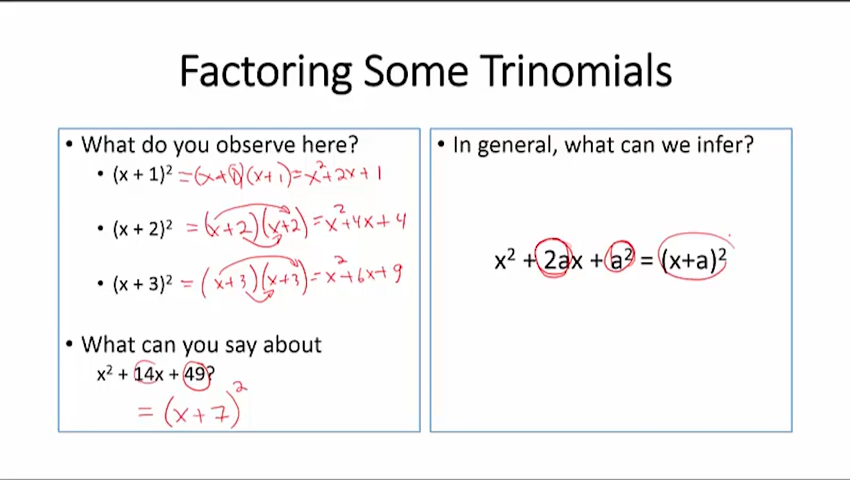 Factoring Some Trinomials
• What do you observe here?
• (x + 1)² = (x+1)(x+1) = x²+2x+1
• (x + 2)² = (x+2)(x+2) = x²+4x+4
• (x + 3)² = (x+3)(x+3) = x²+6x+9
• What can you say about
x² + 14x + 49?
= (x+7)²
• In general, what can we infer?
x² + 2ax + a² = (x+a)²